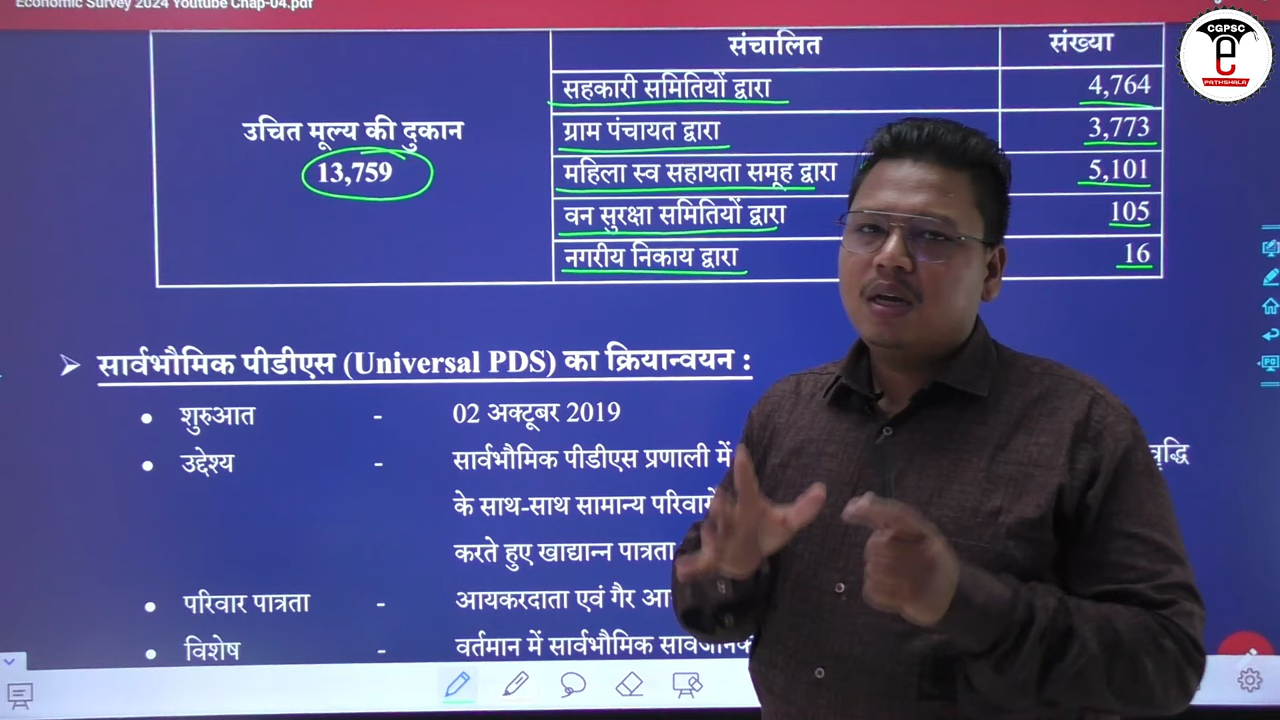 Economic Survey 2024 Youtube Chap-04.pdf
CGPSC
e
PATHSHALA
संचालित संख्या
उचित मूल्य की दुकान
13,759
सहकारी समितियों द्वारा 4,764
ग्राम पंचायत द्वारा 3,773
महिला स्व सहायता समूह द्वारा 5,101
वन सुरक्षा समितियों द्वारा 105
नगरीय निकाय द्वारा 16
सार्वभौमिक पीडीएस (Universal PDS) का क्रियान्वयन :
शुरुआत - 02 अक्टूबर 2019
उद्देश्य - सार्वभौमिक पीडीएस प्रणाली में वृद्धि
के साथ-साथ सामान्य
करते हुए खाद्यान्न पात्रता
परिवार पात्रता - आयकरदाता एवं गैर
विशेष - वर्तमान में सार्वभौमिक